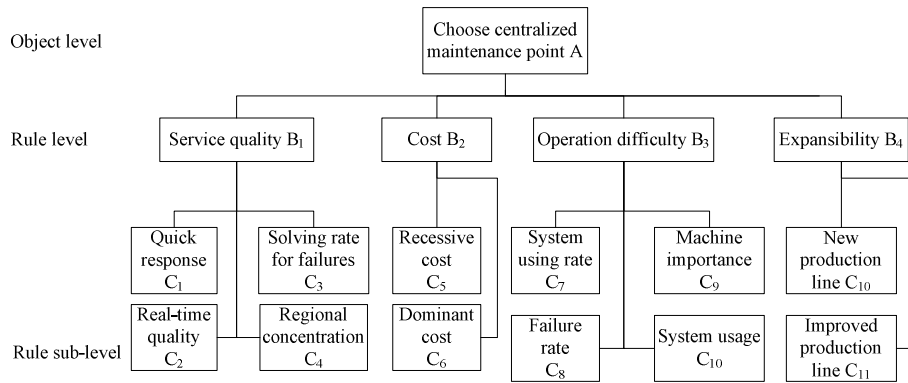 Object level
Choose centralized
maintenance point A
Rule level
Service quality B₁
Cost B₂
Operation difficulty B₃
Expansibility B₄
Quick
response
C₁
Solving rate
for failures
C₃
Recessive
cost
C₅
System
using rate
C₇
Machine
importance
C₉
New
production
line C₁₀
Rule sub-level
Real-time
quality
C₂
Regional
concentration
C₄
Dominant
cost
C₆
Failure
rate
C₈
System usage
C₁₀
Improved
production
line C₁₁